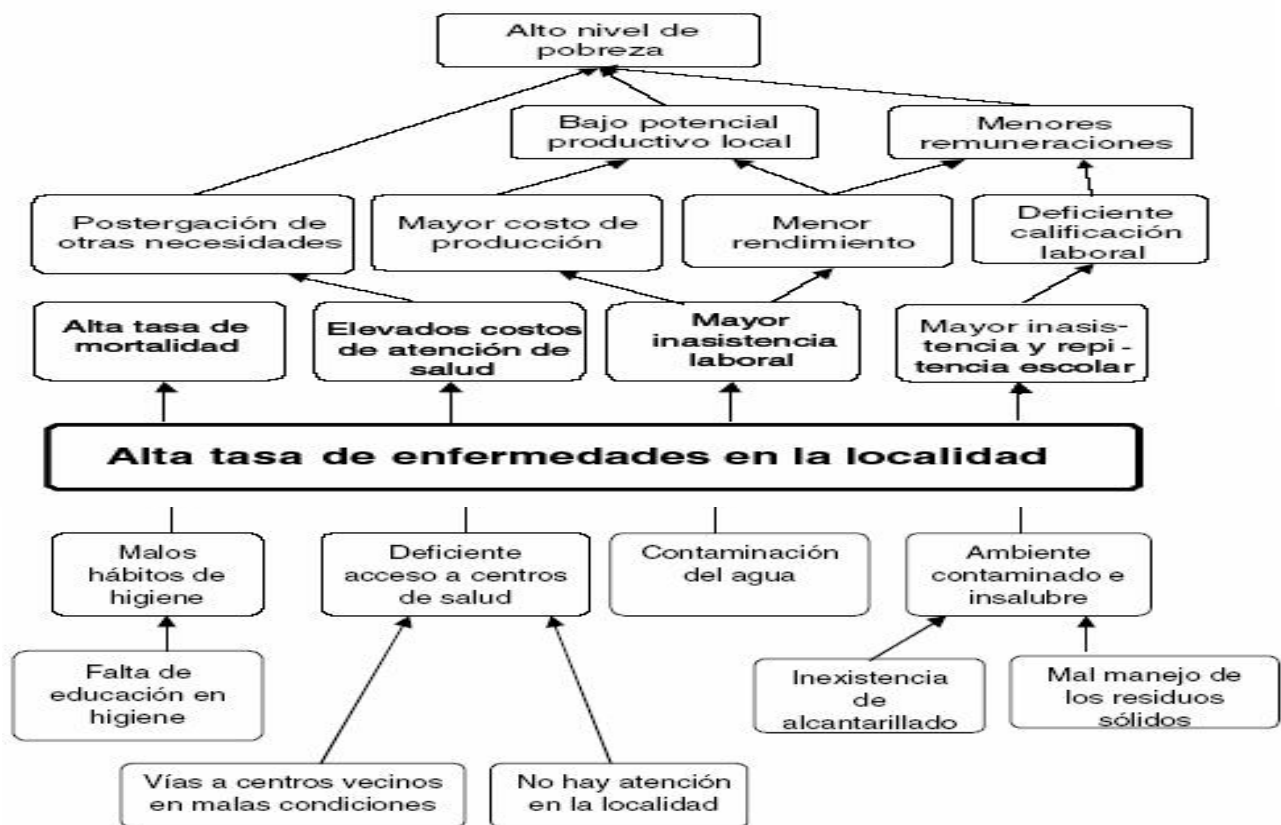 Alto nivel de
pobreza
Bajo potencial
productivo local
Menores
remuneraciones
Postergación de
otras necesidades
Mayor costo de
producción
Menor
rendimiento
Deficiente
calificación
laboral
Alta tasa de
mortalidad
Elevados costos
de atención de
salud
Mayor
inasistencia
laboral
Mayor inasis-
tencia y repi-
tencia escolar
Alta tasa de enfermedades en la localidad
Malos
hábitos de
higiene
Deficiente
acceso a centros
de salud
Contaminación
del agua
Ambiente
contaminado e
insalubre
Falta de
educación en
higiene
Inexistencia
de
alcantarillado
Mal manejo de
los residuos
sólidos
Vías a centros vecinos
en malas condiciones
No hay atención
en la localidad